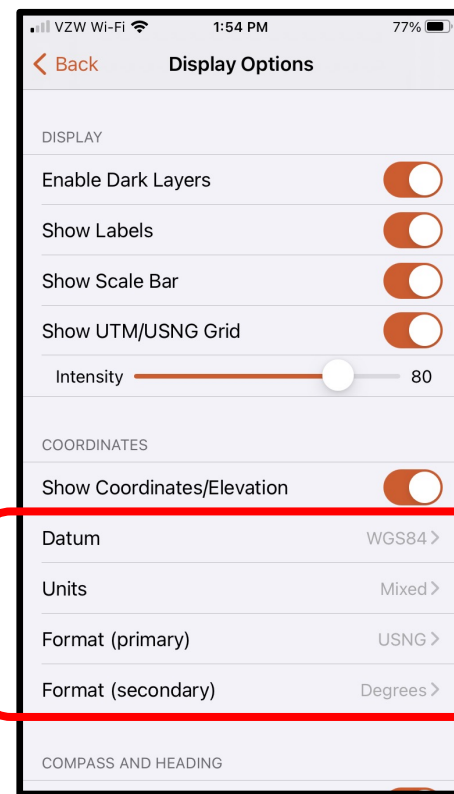 VZW Wi-Fi 1:54 PM 77%
Back Display Options
DISPLAY
Enable Dark Layers
Show Labels
Show Scale Bar
Show UTM/USNG Grid
Intensity 80
COORDINATES
Show Coordinates/Elevation
Datum WGS84
Units Mixed
Format (primary) USNG
Format (secondary) Degrees
COMPASS AND HEADING